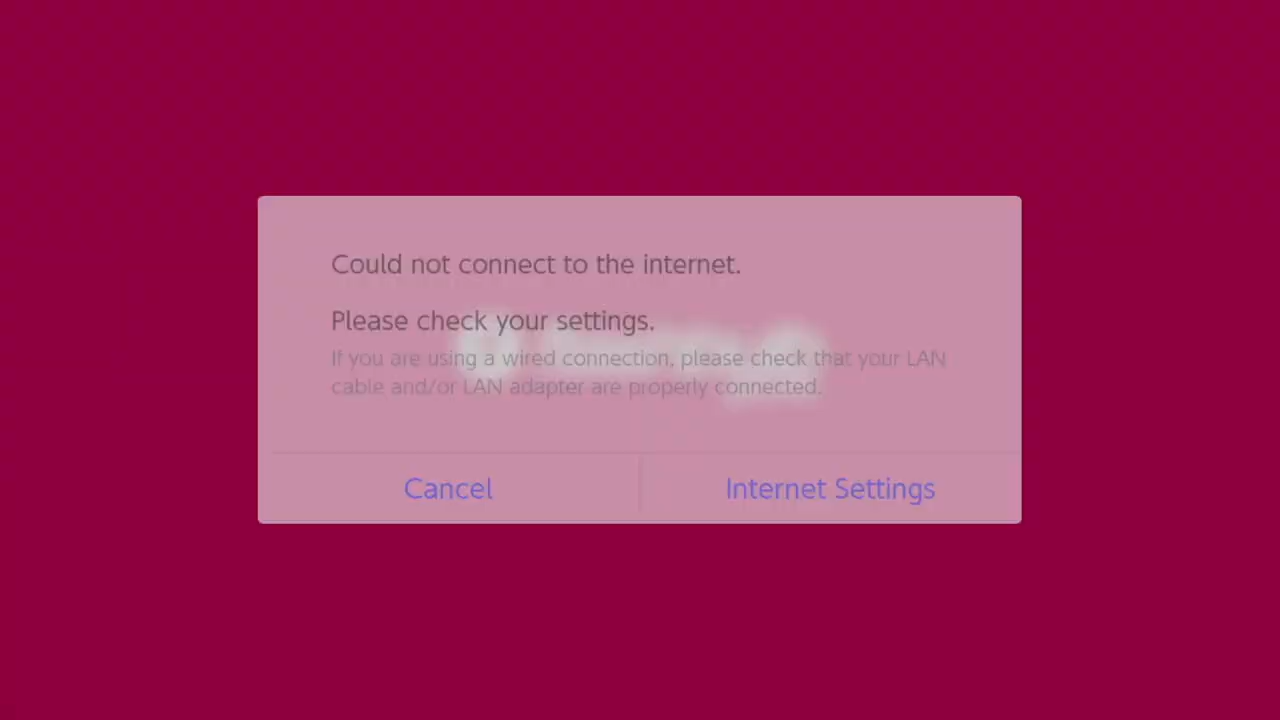 Could not connect to the internet.
Please check your settings.
If you are using a wired connection, please check that your LAN
cable and/or LAN adapter are properly connected.
Cancel
Internet Settings